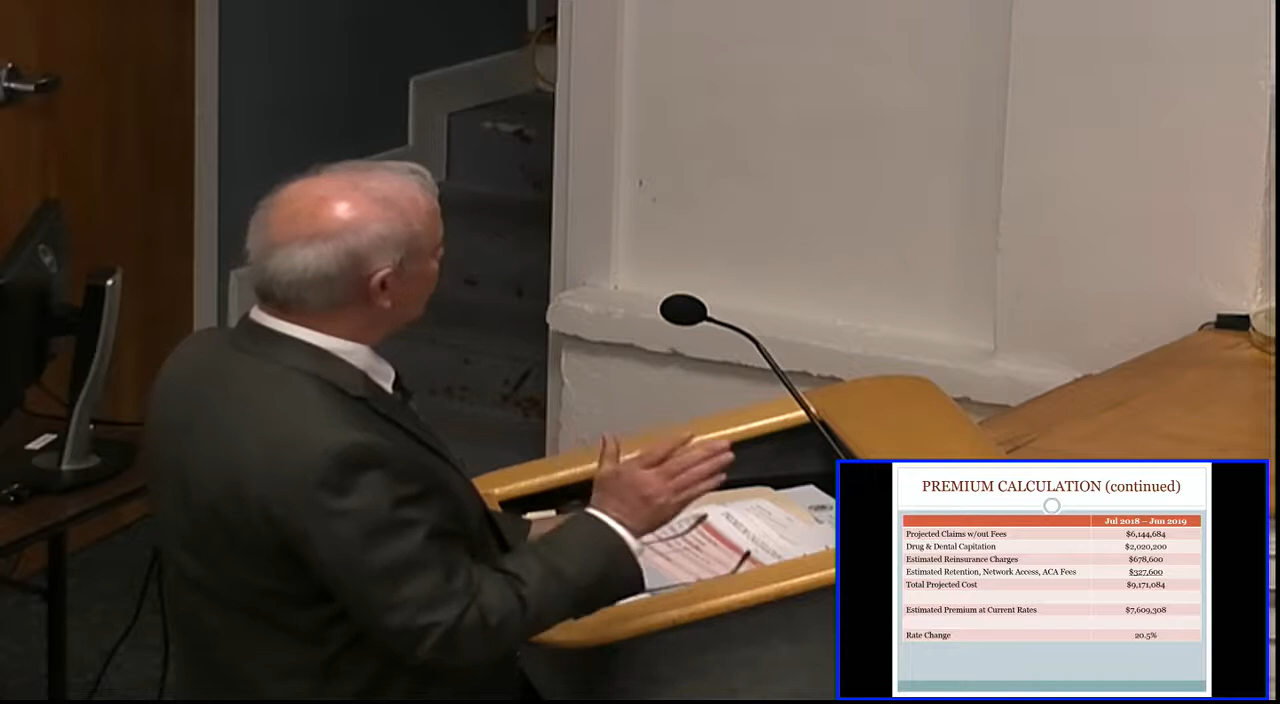 PREMIUM CALCULATION (continued)
Jul 2018 – Jun 2019
Projected Claims w/out Fees $6,144,684
Drug & Dental Capitation $2,020,200
Estimated Reinsurance Charges $678,600
Estimated Retention, Network Access, ACA Fees $327,600
Total Projected Cost $9,171,084
Estimated Premium at Current Rates $7,609,308
Rate Change 20.5%